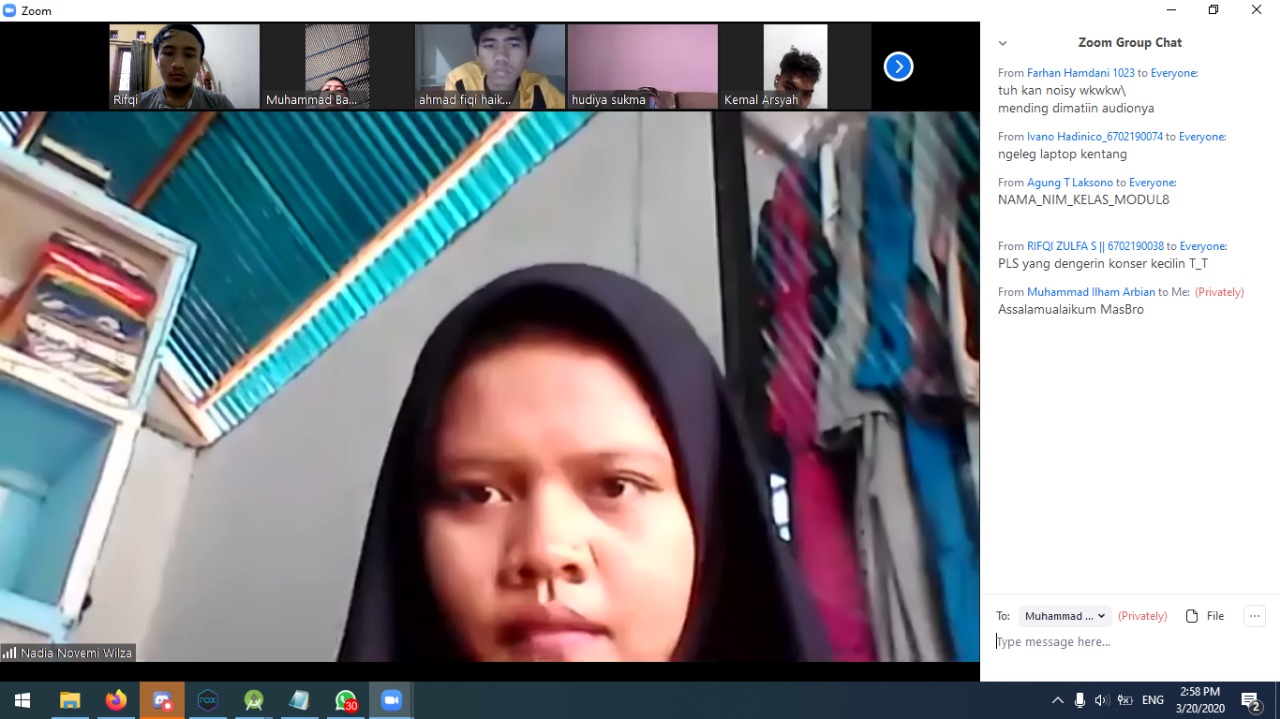 Zoom
Rifqi
Muhammad Ba...
ahmad fiqi haik...
hudiya sukma
Kemal Arsyah
Nadia Novemi Wilza
Zoom Group Chat
From Farhan Hamdani 1023 to Everyone:
tuh kan noisy wkwkw\
mending dimatiin audionya
From Ivano Hadinico_6702190074 to Everyone:
ngeleg laptop kentang
From Agung T Laksono to Everyone:
NAMA_NIM_KELAS_MODUL8
From RIFQI ZULFA S || 6702190038 to Everyone:
PLS yang dengerin konser kecilin T_T
From Muhammad Ilham Arbian to Me: (Privately)
Assalamualaikum MasBro
To: Muhammad ... (Privately) File
Type message here...
nox
30
ENG
2:58 PM
3/20/2020
2